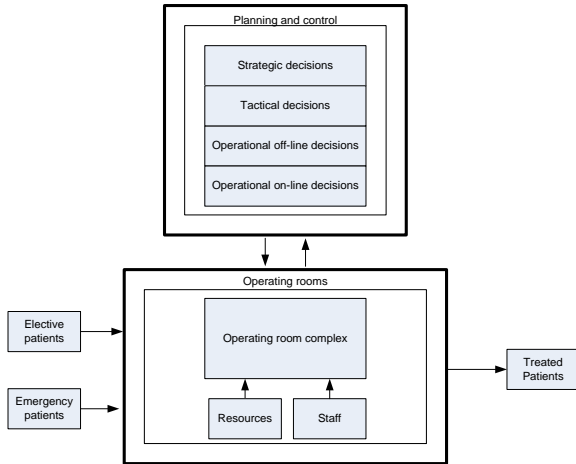 Planning and control
Strategic decisions
Tactical decisions
Operational off-line decisions
Operational on-line decisions
Operating rooms
Operating room complex
Elective
patients
Emergency
patients
Resources
Staff
Treated
Patients